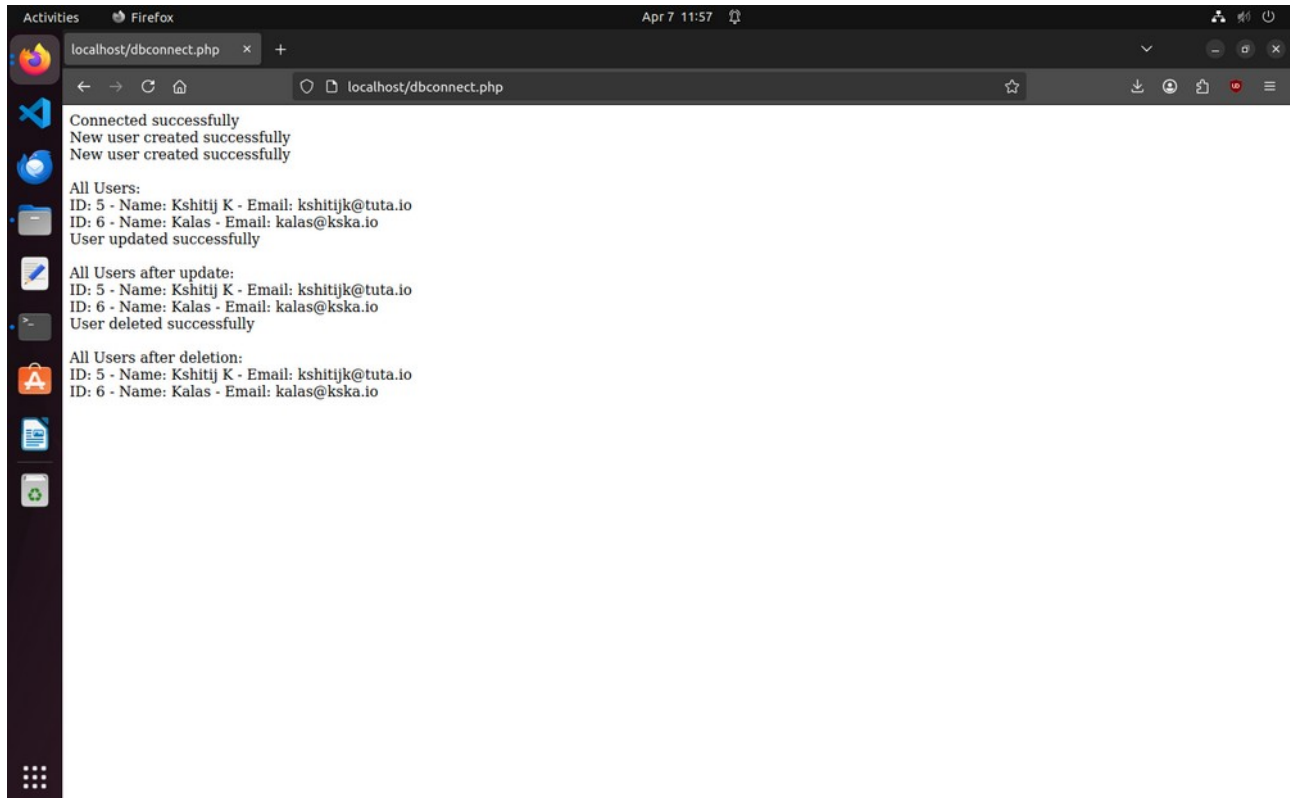 Activities Firefox Apr 7 11:57
localhost/dbconnect.php
localhost/dbconnect.php
Connected successfully
New user created successfully
New user created successfully
All Users:
ID: 5 - Name: Kshitij K - Email: kshitijk@tuta.io
ID: 6 - Name: Kalas - Email: kalas@kska.io
User updated successfully
All Users after update:
ID: 5 - Name: Kshitij K - Email: kshitijk@tuta.io
ID: 6 - Name: Kalas - Email: kalas@kska.io
User deleted successfully
All Users after deletion:
ID: 5 - Name: Kshitij K - Email: kshitijk@tuta.io
ID: 6 - Name: Kalas - Email: kalas@kska.io